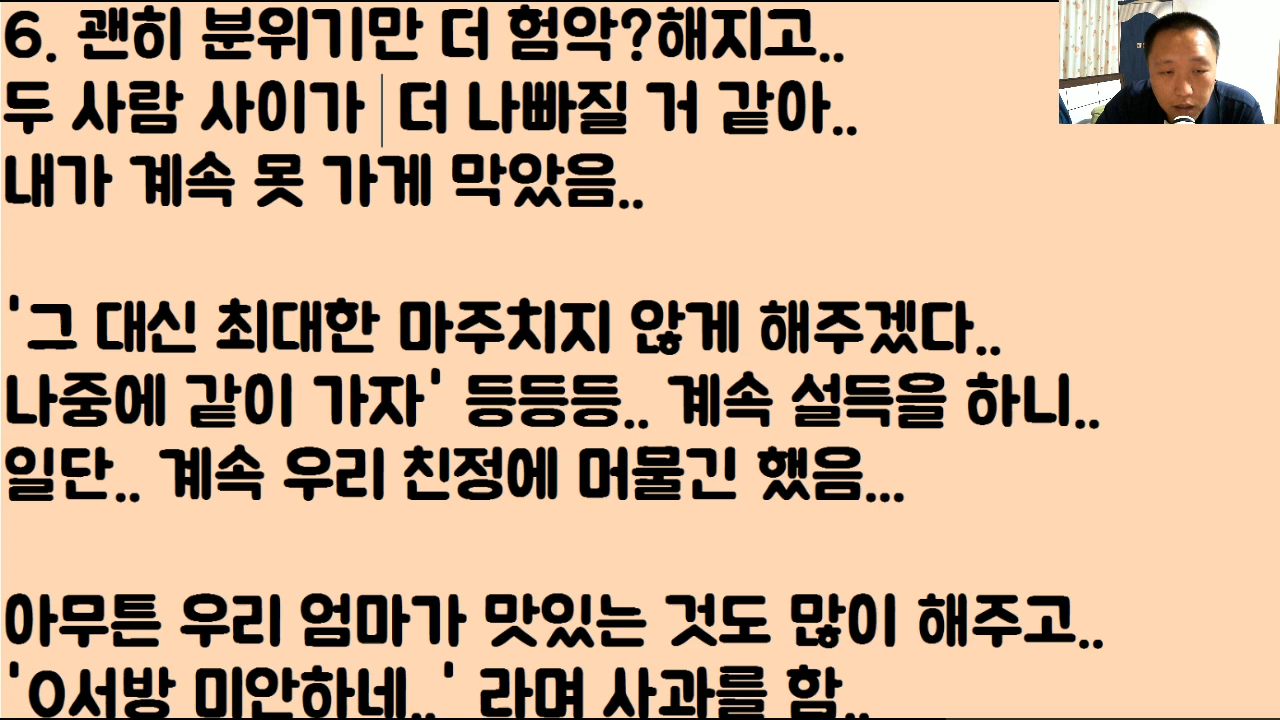 6. 괜히 분위기만 더 험악?해지고..
두 사람 사이가 더 나빠질 거 같아..
내가 계속 못 가게 막았음..
'그 대신 최대한 마주치지 않게 해주겠다..
나중에 같이 가자' 등등등.. 계속 설득을 하니..
일단.. 계속 우리 친정에 머물긴 했음...
아무튼 우리 엄마가 맛있는 것도 많이 해주고..
'0서방 미안하네..' 라며 사과를 함..